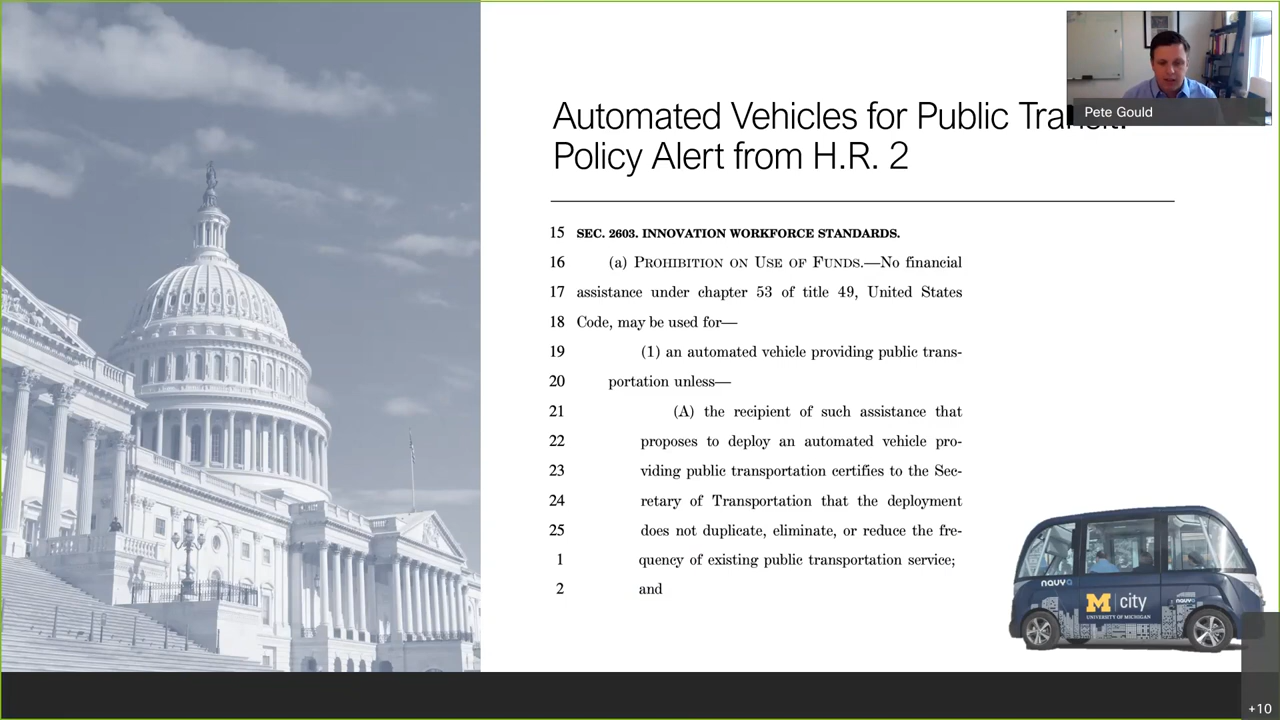 Automated Vehicles for Public Transit:
Policy Alert from H.R. 2
Pete Gould
15 SEC. 2603. INNOVATION WORKFORCE STANDARDS.
16 (a) PROHIBITION ON USE OF FUNDS.—No financial
17 assistance under chapter 53 of title 49, United States
18 Code, may be used for—
19 (1) an automated vehicle providing public trans-
20 portation unless—
21 (A) the recipient of such assistance that
22 proposes to deploy an automated vehicle pro-
23 viding public transportation certifies to the Sec-
24 retary of Transportation that the deployment
25 does not duplicate, eliminate, or reduce the fre-
1 quency of existing public transportation service;
2 and
navya
M city
navya
UNIVERSITY OF MICHIGAN
+10